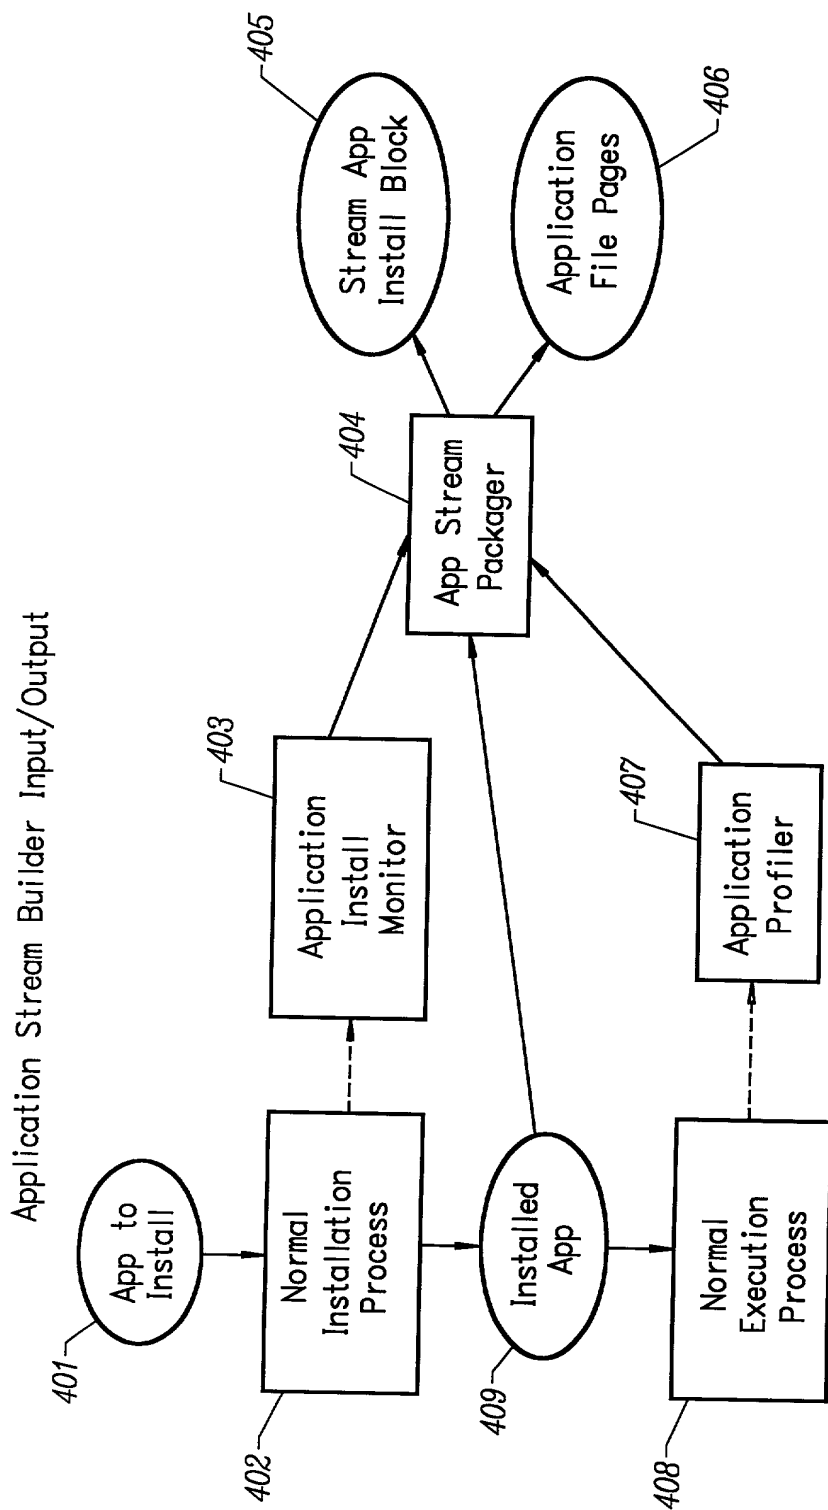 Application Stream Builder Input/Output
401
App to
Install
402
Normal
Installation
Process
403
Application
Install
Monitor
404
App Stream
Packager
405
Stream App
Install Block
406
Application
File Pages
409
Installed
App
407
Application
Profiler
408
Normal
Execution
Process